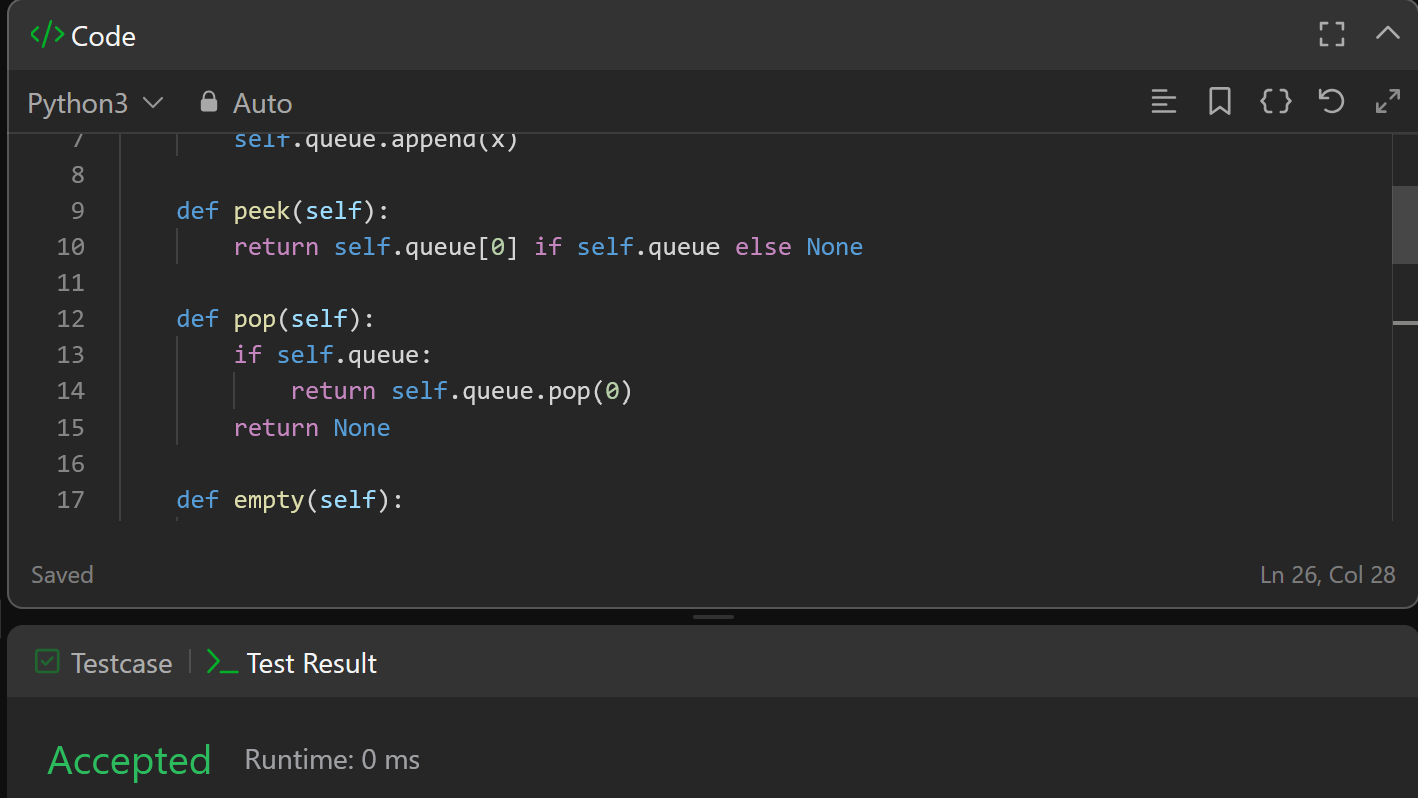 </> Code
Python3 Auto
7 self.queue.append(x)
8
9 def peek(self):
10 return self.queue[0] if self.queue else None
11
12 def pop(self):
13 if self.queue:
14 return self.queue.pop(0)
15 return None
16
17 def empty(self):
Saved Ln 26, Col 28
Testcase >_ Test Result
Accepted Runtime: 0 ms